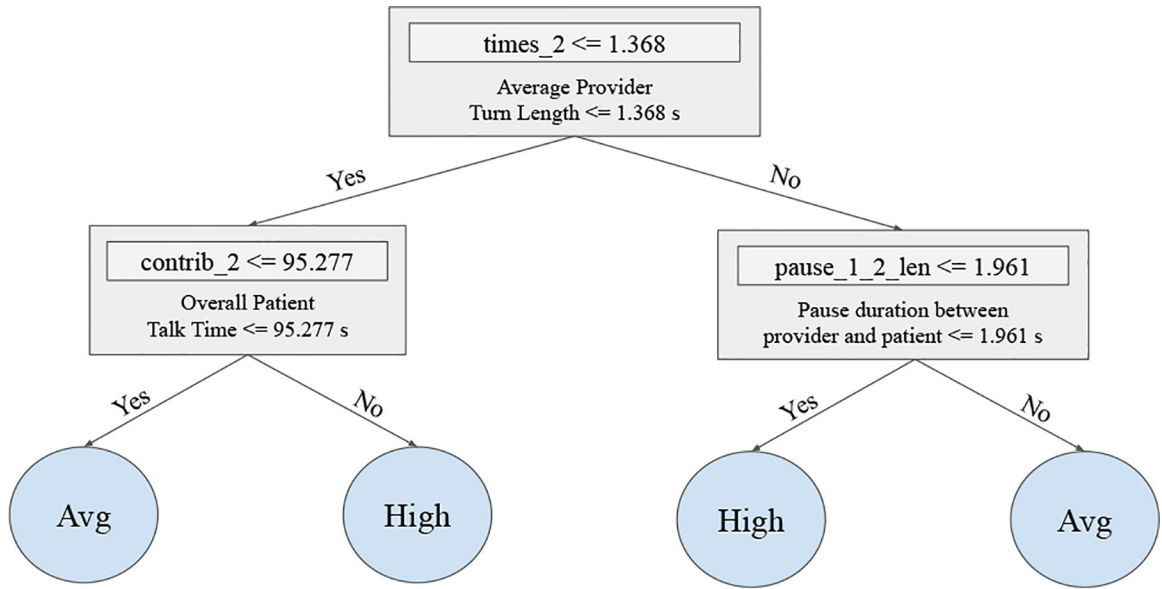 times_2 <= 1.368
Average Provider
Turn Length <= 1.368 s
Yes
No
contrib_2 <= 95.277
Overall Patient
Talk Time <= 95.277 s
pause_1_2_len <= 1.961
Pause duration between
provider and patient <= 1.961 s
Yes
No
Yes
No
Avg
High
High
Avg